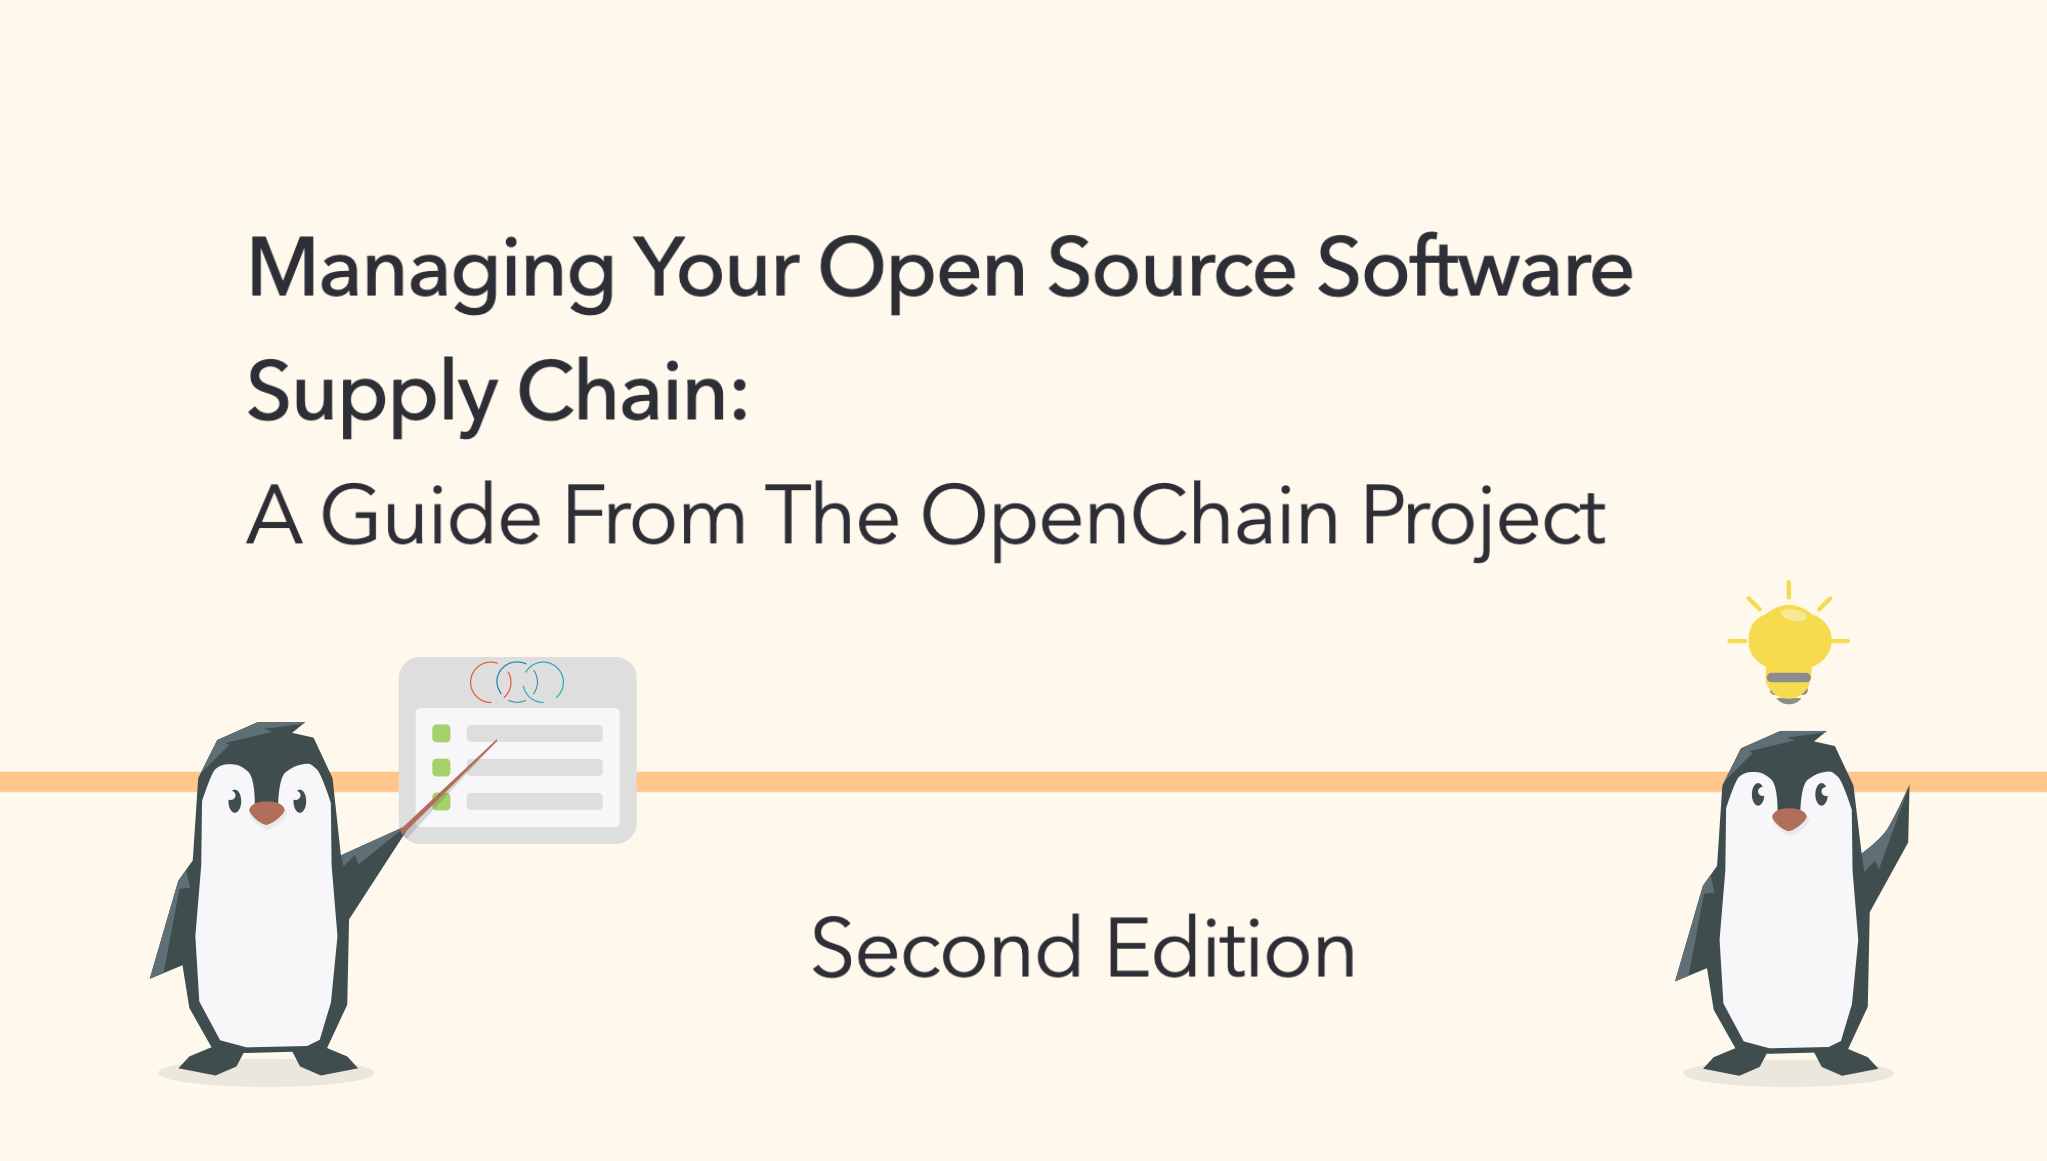 Managing Your Open Source Software
Supply Chain:
A Guide From The OpenChain Project
Second Edition